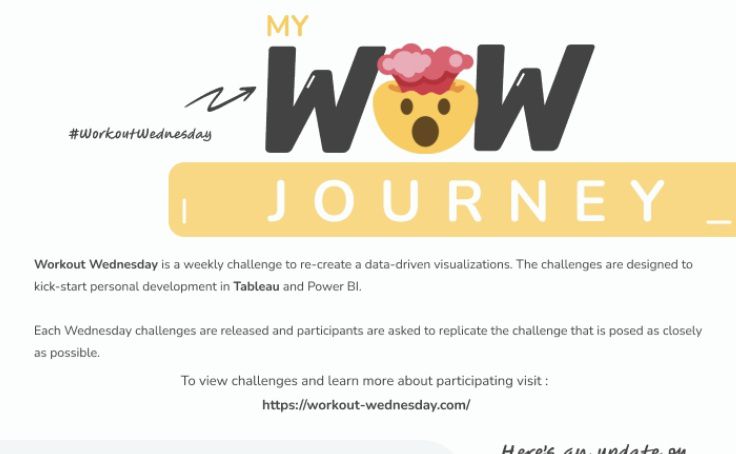 MY
WOW
#WorkoutWednesday
JOURNEY_
Workout Wednesday is a weekly challenge to re-create a data-driven visualizations. The challenges are designed to
kick-start personal development in Tableau and Power BI.
Each Wednesday challenges are released and participants are asked to replicate the challenge that is posed as closely
as possible.
To view challenges and learn more about participating visit :
https://workout-wednesday.com/
Here's an update on